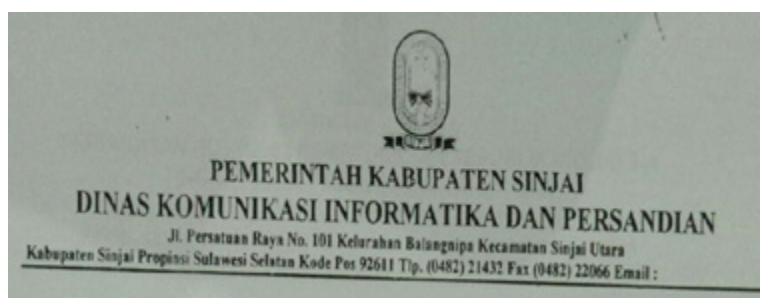 PEMERINTAH KABUPATEN SINJAI
DINAS KOMUNIKASI INFORMATIKA DAN PERSANDIAN
Jl. Persatuan Raya No. 101 Kelurahan Balangnipa Kecamatan Sinjai Utara
Kabupaten Sinjai Propinsi Sulawesi Selatan Kode Pos 92611 Tlp. (0482) 21432 Fax (0482) 22066 Email :